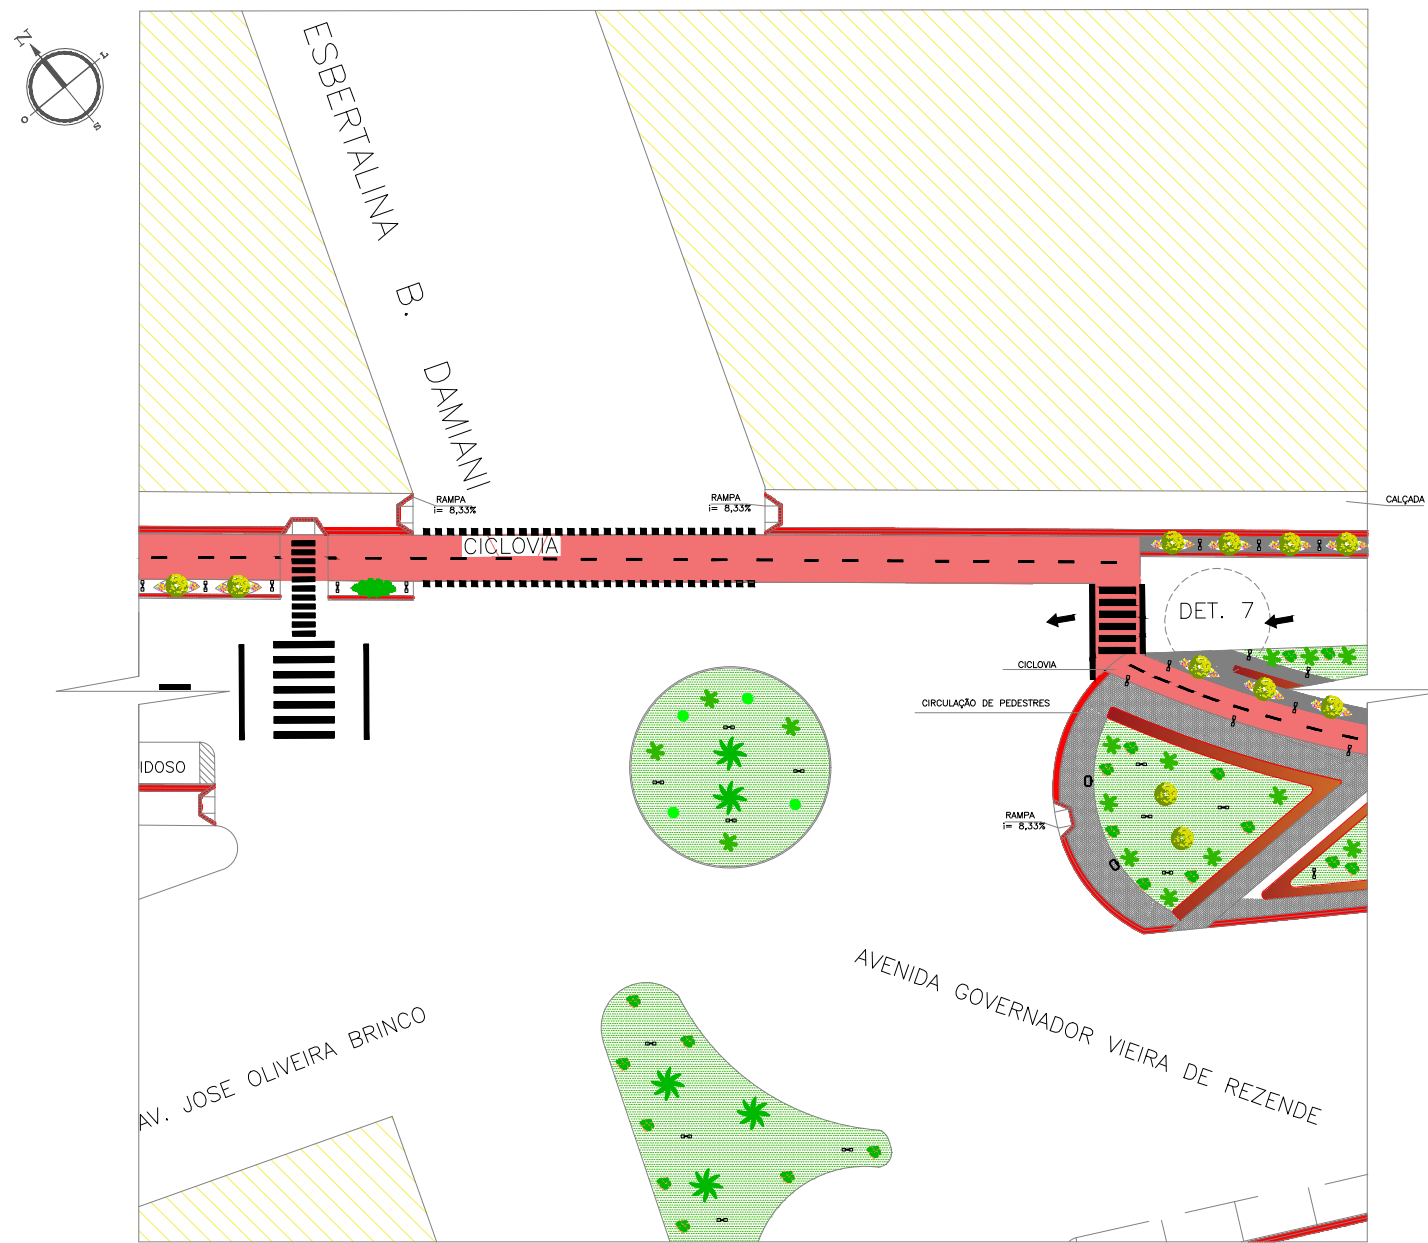 N
L
O
S
ESBERTALINA B. DAMIANI
RAMPA
i= 8,33%
RAMPA
i= 8,33%
CALÇADA
CICLOVIA
DET. 7
CICLOVIA
CIRCULAÇÃO DE PEDESTRES
IDOSO
RAMPA
i= 8,33%
AVENIDA GOVERNADOR VIEIRA DE REZENDE
AV. JOSE OLIVEIRA BRINCO